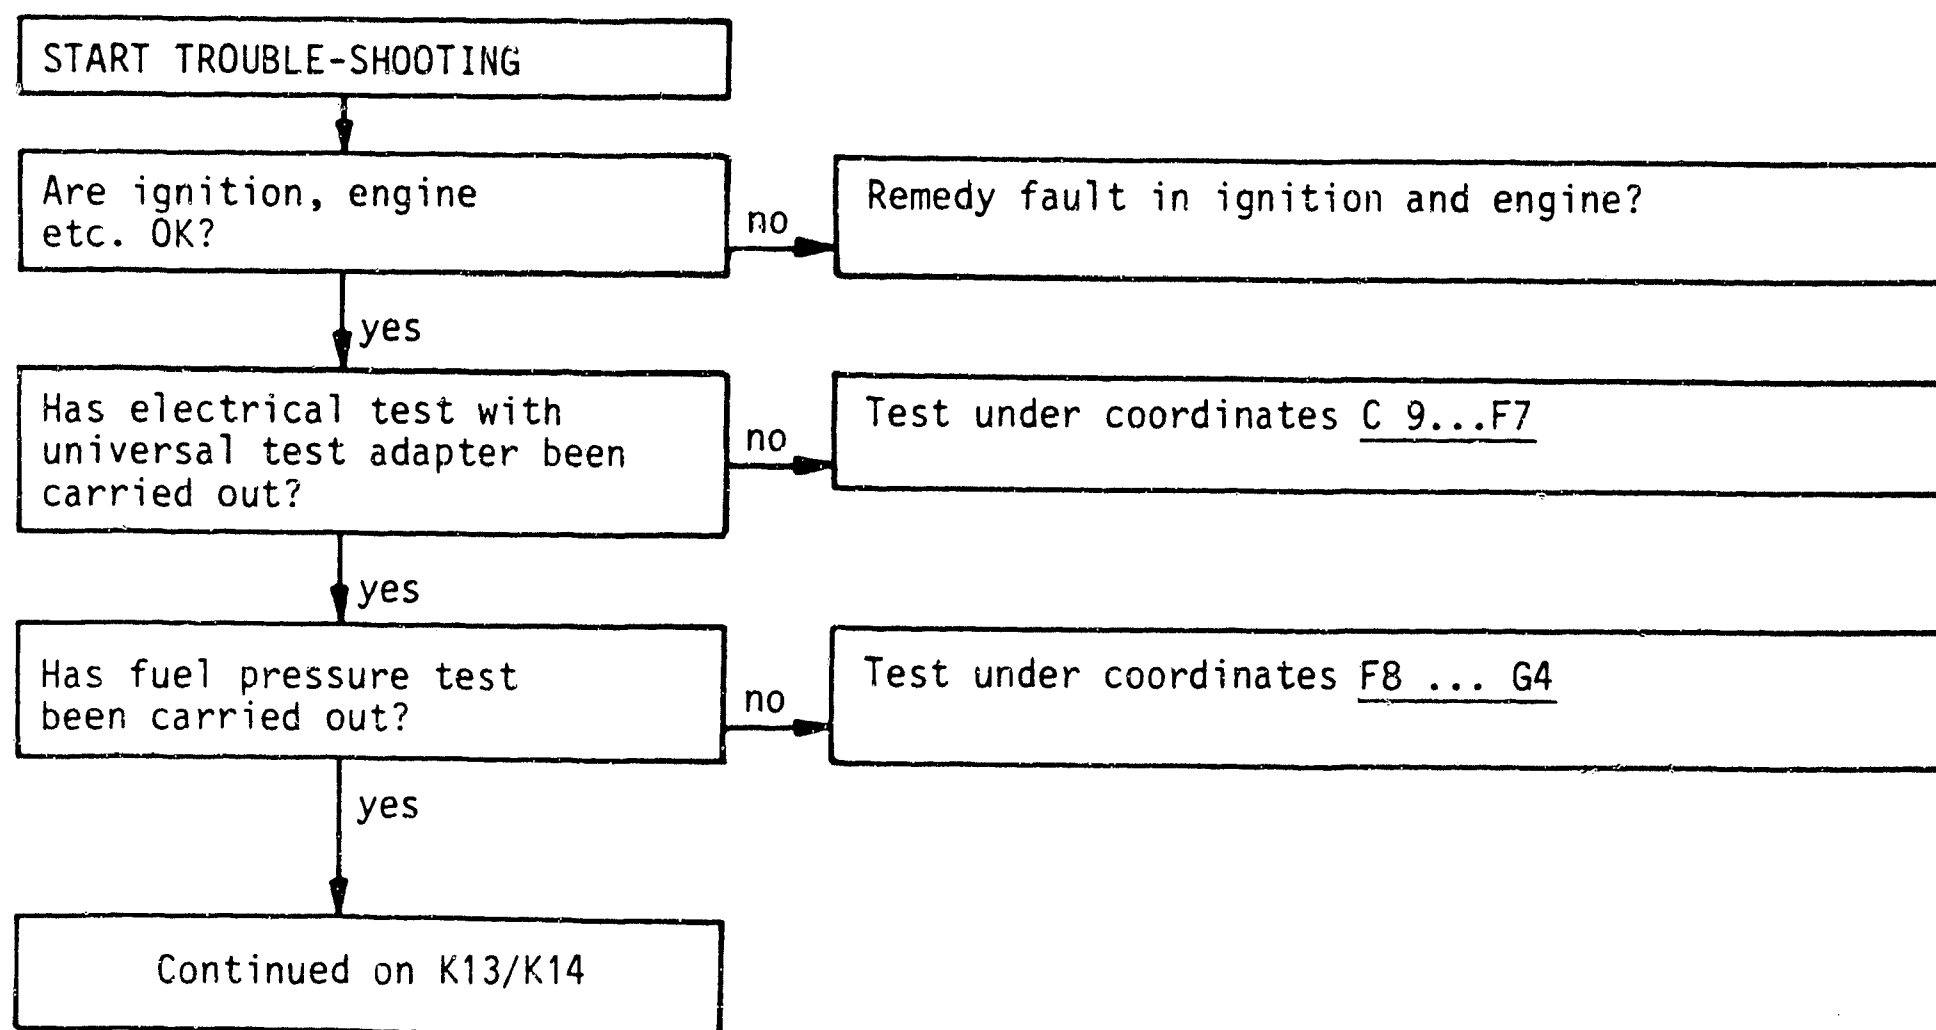 START TROUBLE-SHOOTING
Are ignition, engine
etc. OK?
no
Remedy fault in ignition and engine?
yes
Has electrical test with
universal test adapter been
carried out?
no
Test under coordinates C 9...F7
yes
Has fuel pressure test
been carried out?
no
Test under coordinates F8 ... G4
yes
Continued on K13/K14